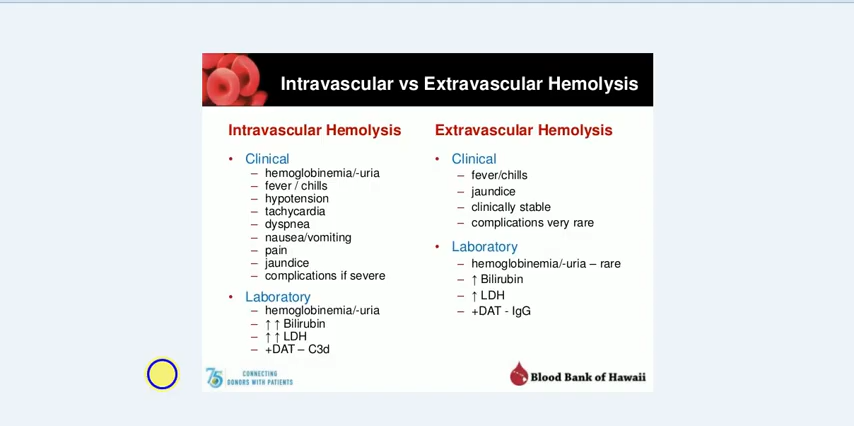 Intravascular vs Extravascular Hemolysis
Intravascular Hemolysis
• Clinical
– hemoglobinemia/-uria
– fever / chills
– hypotension
– tachycardia
– dyspnea
– nausea/vomiting
– pain
– jaundice
– complications if severe
• Laboratory
– hemoglobinemia/-uria
– ↑ ↑ Bilirubin
– ↑ ↑ LDH
– +DAT – C3d
Extravascular Hemolysis
• Clinical
– fever/chills
– jaundice
– clinically stable
– complications very rare
• Laboratory
– hemoglobinemia/-uria – rare
– ↑ Bilirubin
– ↑ LDH
– +DAT - IgG
75
CONNECTING
DONORS WITH PATIENTS
Blood Bank of Hawaii